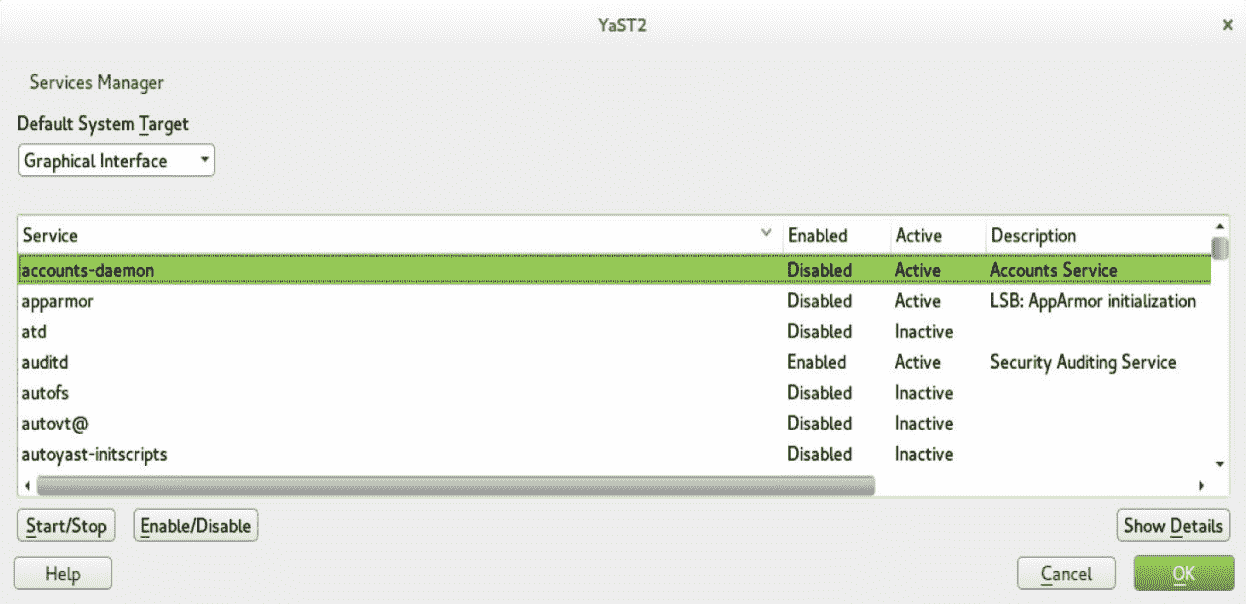 YaST2
Services Manager
Default System Target
Graphical Interface
Service Enabled Active Description
accounts-daemon Disabled Active Accounts Service
apparmor Disabled Active LSB: AppArmor initialization
atd Disabled Inactive
auditd Enabled Active Security Auditing Service
autofs Disabled Inactive
autovt@ Disabled Inactive
autoyast-initscripts Disabled Inactive
Start/Stop Enable/Disable Show Details
Help Cancel OK